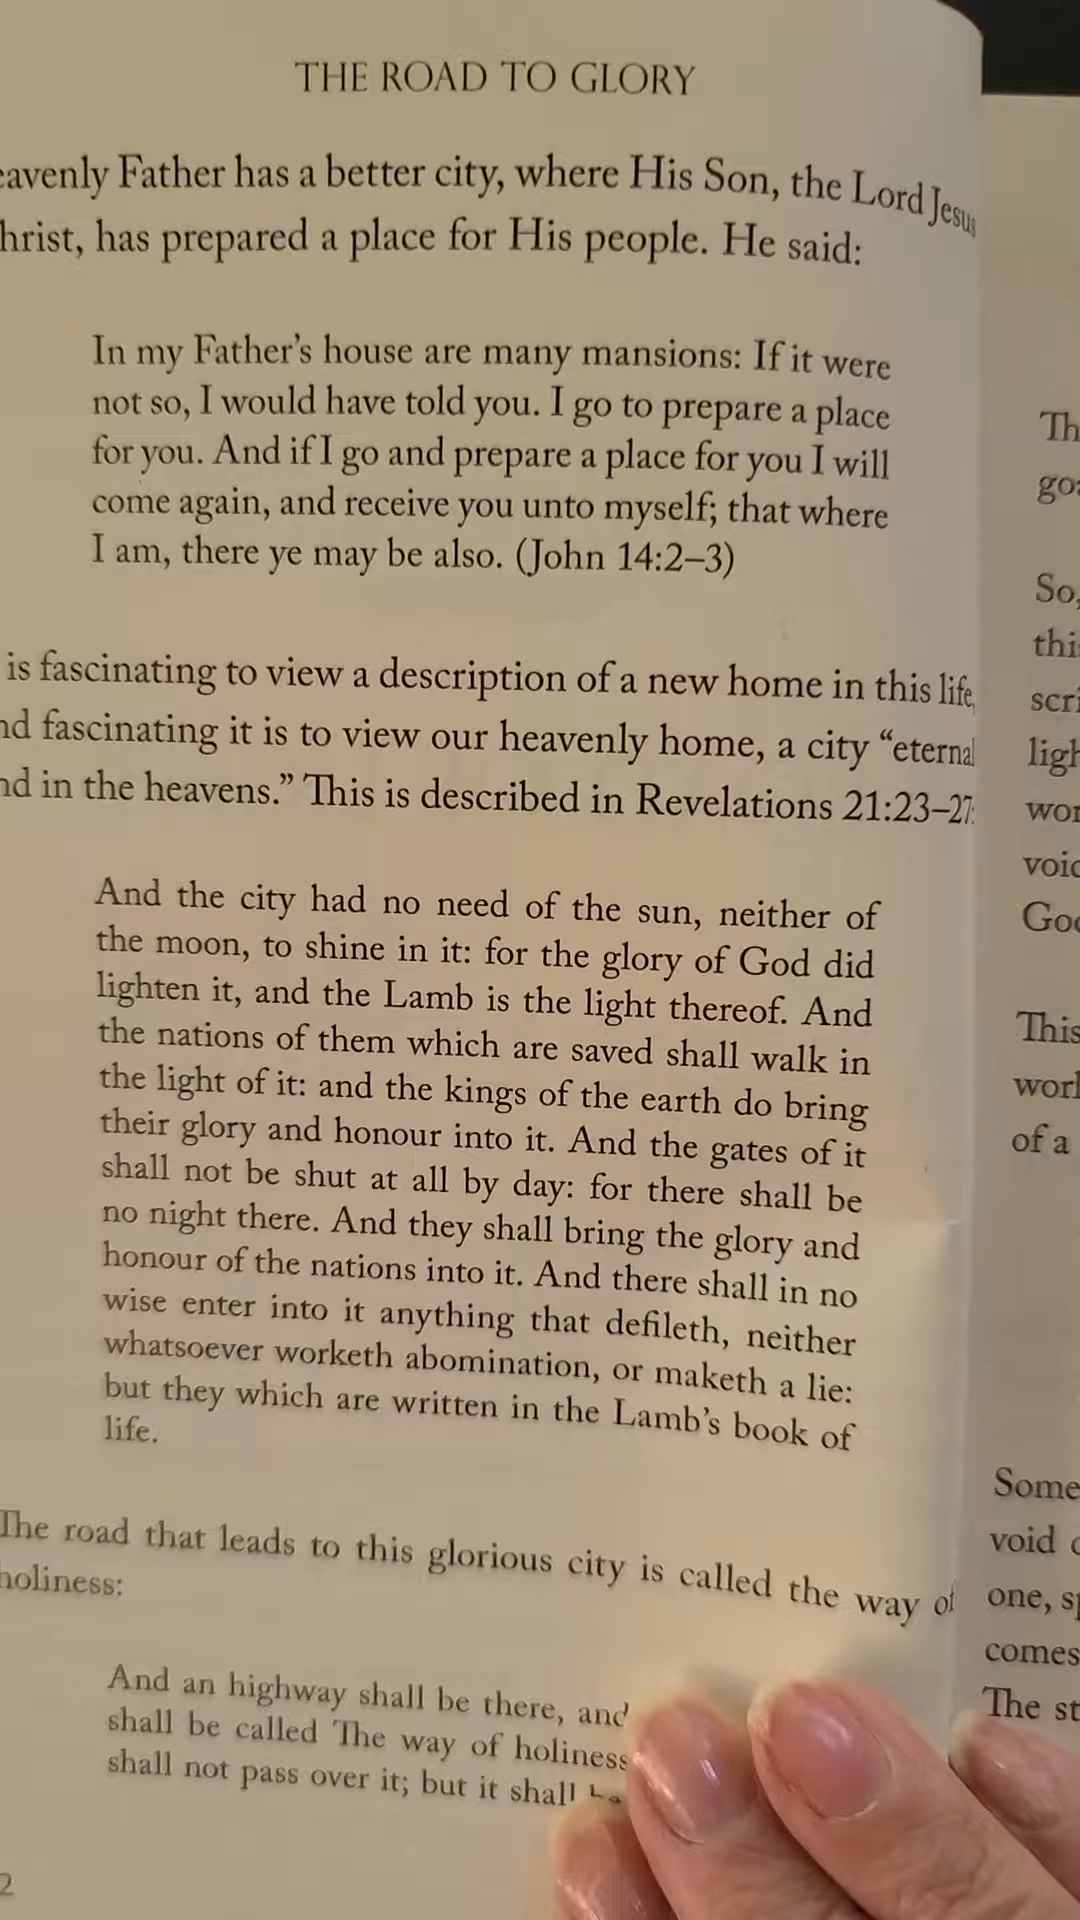 THE ROAD TO GLORY
eavenly Father has a better city, where His Son, the Lord Jesus
hrist, has prepared a place for His people. He said:
In my Father's house are many mansions: If it were
not so, I would have told you. I go to prepare a place
for you. And if I go and prepare a place for you I will
come again, and receive you unto myself; that where
I am, there ye may be also. (John 14:2–3)
is fascinating to view a description of a new home in this life,
nd fascinating it is to view our heavenly home, a city “eternal
nd in the heavens.” This is described in Revelations 21:23–27:
And the city had no need of the sun, neither of
the moon, to shine in it: for the glory of God did
lighten it, and the Lamb is the light thereof. And
the nations of them which are saved shall walk in
the light of it: and the kings of the earth do bring
their glory and honour into it. And the gates of it
shall not be shut at all by day: for there shall be
no night there. And they shall bring the glory and
honour of the nations into it. And there shall in no
wise enter into it anything that defileth, neither
whatsoever worketh abomination, or maketh a lie:
but they which are written in the Lamb's book of
life.
The road that leads to this glorious city is called the way of
holiness:
And an highway shall be there, and
shall be called The way of holiness
shall not pass over it; but it shall
2
Th
goa
So,
thi
scri
ligh
wor
voic
God
This
worl
of a
Some
void
one, sp
comes
The st